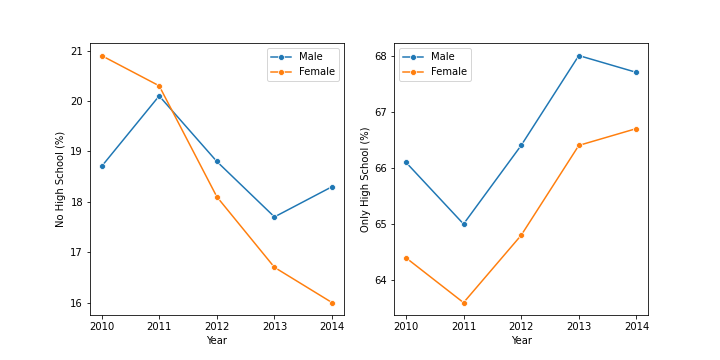 No High School (%)
21
20
19
18
17
16
Male
Female
2010
2011
2012
2013
2014
Year
Only High School (%)
68
67
66
65
64
Male
Female
2010
2011
2012
2013
2014
Year